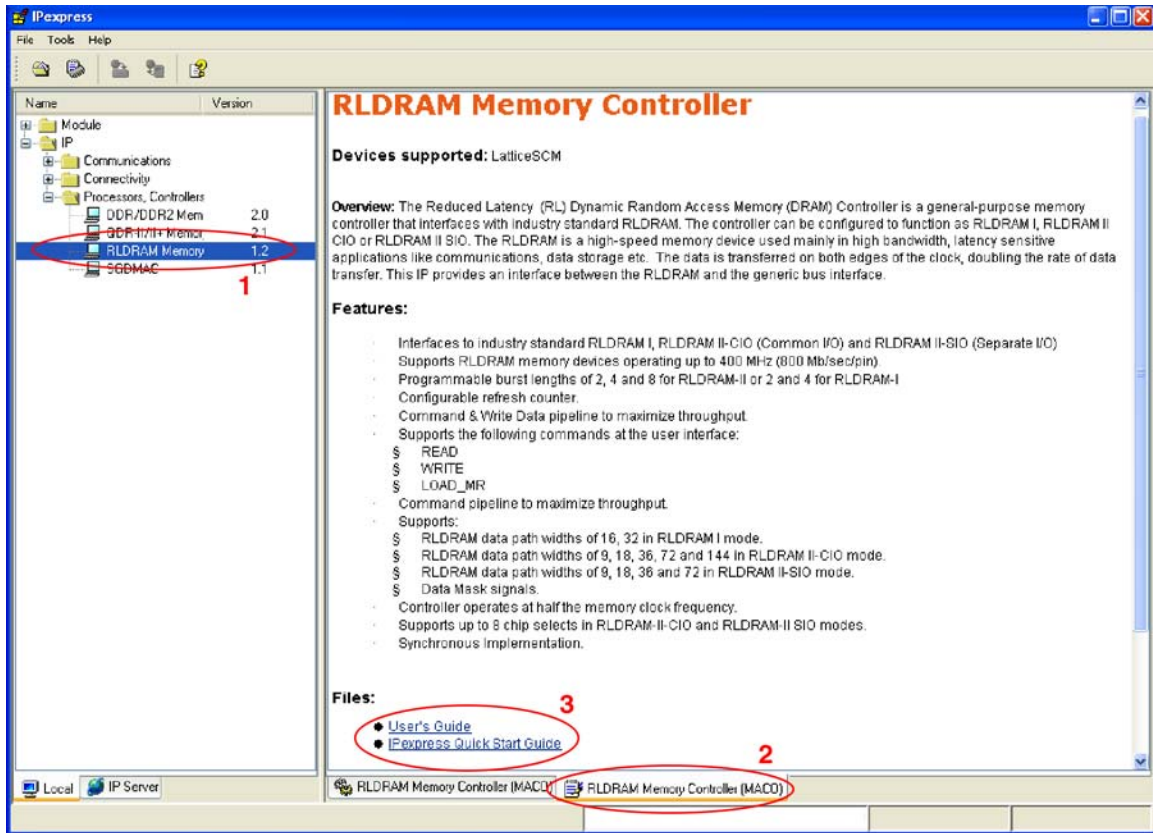 IPexpress
File Tools Help
Name Version
Module
IP
Communications
Connectivity
Processors, Controllers
DDR/DDR2 Mem 2.0
QDR-II/II+ Memor 2.1
RLDRAM Memory 1.2
SGDMAC 1.1
1
RLDRAM Memory Controller
Devices supported: LatticeSCM
Overview: The Reduced Latency (RL) Dynamic Random Access Memory (DRAM) Controller is a general-purpose memory
controller that interfaces with industry standard RLDRAM. The controller can be configured to function as RLDRAM I, RLDRAM II
CIO or RLDRAM II SIO. The RLDRAM is a high-speed memory device used mainly in high bandwidth, latency sensitive
applications like communications, data storage etc. The data is transferred on both edges of the clock, doubling the rate of data
transfer. This IP provides an interface between the RLDRAM and the generic bus interface.
Features:
· Interfaces to industry standard RLDRAM I, RLDRAM II-CIO (Common I/O) and RLDRAM II-SIO (Separate I/O)
· Supports RLDRAM memory devices operating up to 400 MHz (800 Mb/sec/pin).
· Programmable burst lengths of 2, 4 and 8 for RLDRAM-II or 2 and 4 for RLDRAM-I
· Configurable refresh counter.
· Command & Write Data pipeline to maximize throughput.
· Supports the following commands at the user interface:
§ READ
§ WRITE
§ LOAD_MR
· Command pipeline to maximize throughput.
· Supports:
§ RLDRAM data path widths of 16, 32 in RLDRAM I mode.
§ RLDRAM data path widths of 9, 18, 36, 72 and 144 in RLDRAM II-CIO mode.
§ RLDRAM data path widths of 9, 18, 36 and 72 in RLDRAM II-SIO mode.
§ Data Mask signals.
· Controller operates at half the memory clock frequency.
· Supports up to 8 chip selects in RLDRAM-II-CIO and RLDRAM-II SIO modes.
· Synchronous Implementation.
Files:
3
● User's Guide
● IPexpress Quick Start Guide
2
Local IP Server
RLDRAM Memory Controller (MACO) RLDRAM Memory Controller (MACO)